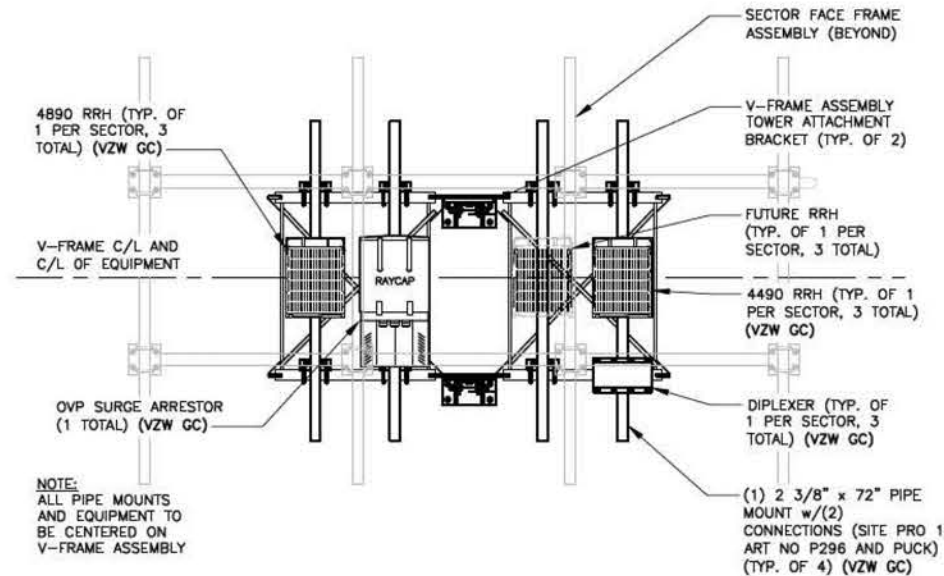 SECTOR FACE FRAME
ASSEMBLY (BEYOND)
4890 RRH (TYP. OF
1 PER SECTOR, 3
TOTAL) (VZW GC)
V-FRAME ASSEMBLY
TOWER ATTACHMENT
BRACKET (TYP. OF 2)
V-FRAME C/L AND
C/L OF EQUIPMENT
FUTURE RRH
(TYP. OF 1 PER
SECTOR, 3 TOTAL)
RAYCAP
4490 RRH (TYP. OF 1
PER SECTOR, 3 TOTAL)
(VZW GC)
OVP SURGE ARRESTOR
(1 TOTAL) (VZW GC)
DIPLEXER (TYP. OF
1 PER SECTOR, 3
TOTAL) (VZW GC)
NOTE:
ALL PIPE MOUNTS
AND EQUIPMENT TO
BE CENTERED ON
V-FRAME ASSEMBLY
(1) 2 3/8" x 72" PIPE
MOUNT w/(2)
CONNECTIONS (SITE PRO 1
ART NO P296 AND PUCK)
(TYP. OF 4) (VZW GC)